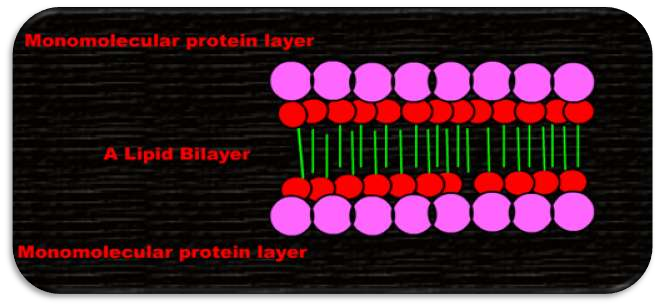 Monomolecular protein layer
A Lipid Bilayer
Monomolecular protein layer